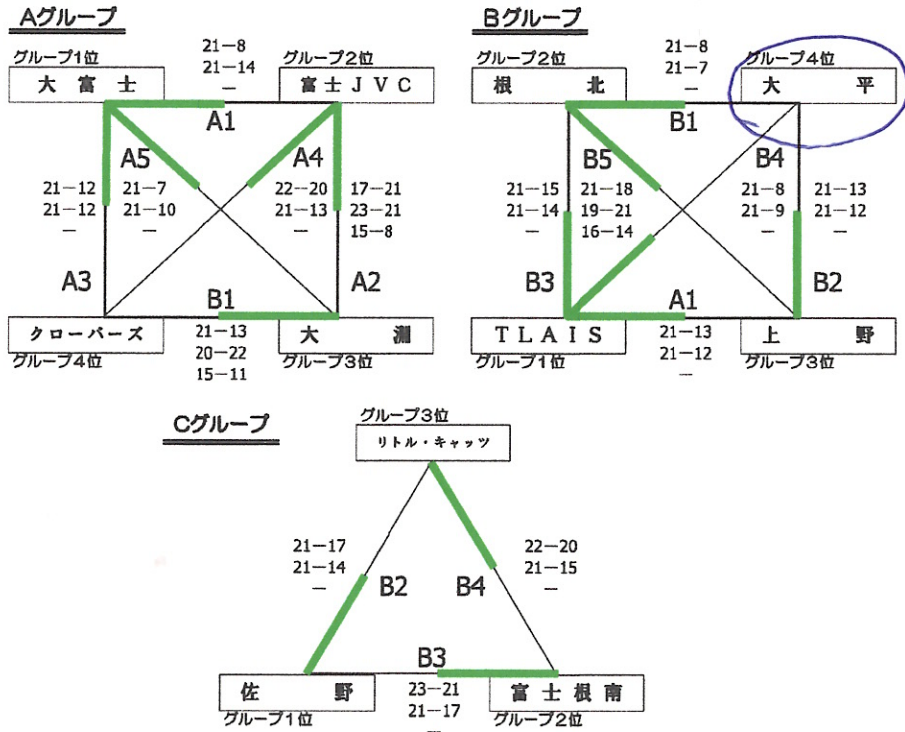 Aグループ
グループ1位
大富士
21-8
21-14
-
グループ2位
富士JVC
A1
A5
A4
21-12
21-12
-
21-7
21-10
-
22-20
21-13
-
17-21
23-21
15-8
A3
B1
A2
クローバーズ
グループ4位
21-13
20-22
15-11
大淵
グループ3位
Bグループ
グループ2位
根北
21-8
21-7
-
グループ4位
大平
B1
B5
B4
21-15
21-14
-
21-18
19-21
16-14
21-8
21-9
-
21-13
21-12
-
B3
A1
B2
TLAIS
グループ1位
21-13
21-12
-
上野
グループ3位
Cグループ
グループ3位
リトル・キャッツ
21-17
21-14
-
B2
B4
22-20
21-15
-
B3
佐野
グループ1位
23-21
21-17
-
富士根南
グループ2位